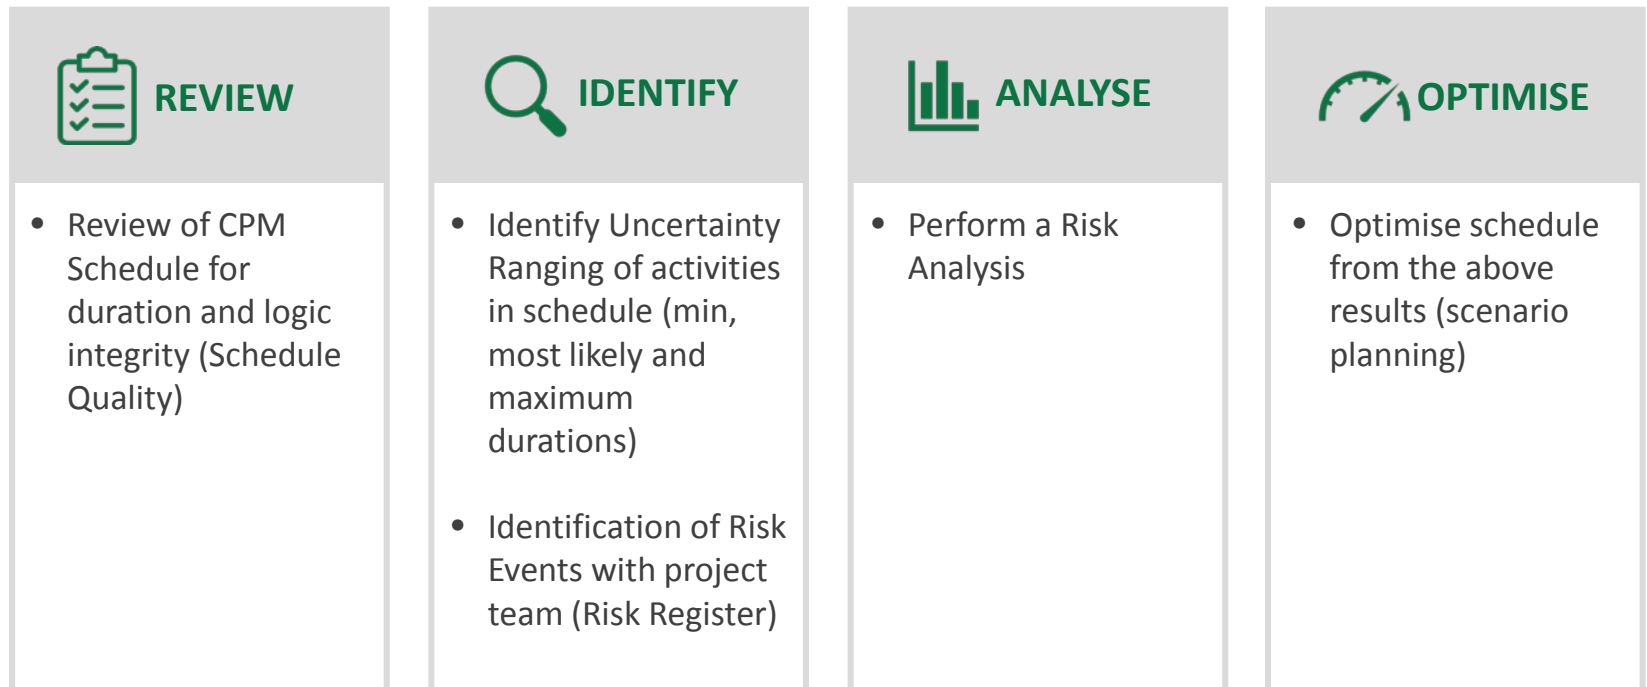 REVIEW
• Review of CPM
Schedule for
duration and logic
integrity (Schedule
Quality)
IDENTIFY
• Identify Uncertainty
Ranging of activities
in schedule (min,
most likely and
maximum
durations)
• Identification of Risk
Events with project
team (Risk Register)
ANALYSE
• Perform a Risk
Analysis
OPTIMISE
• Optimise schedule
from the above
results (scenario
planning)